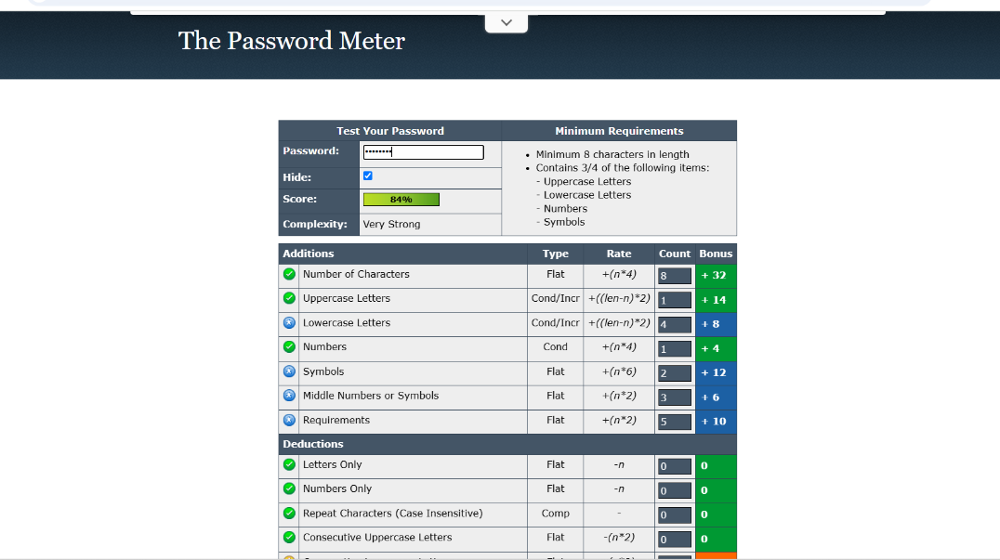 The Password Meter
Test Your Password Minimum Requirements
Password: ••••••••
• Minimum 8 characters in length
• Contains 3/4 of the following items:
- Uppercase Letters
- Lowercase Letters
- Numbers
- Symbols
Hide:
Score: 84%
Complexity: Very Strong
Additions Type Rate Count Bonus
Number of Characters Flat +(n*4) 8 + 32
Uppercase Letters Cond/Incr +((len-n)*2) 1 + 14
Lowercase Letters Cond/Incr +((len-n)*2) 4 + 8
Numbers Cond +(n*4) 1 + 4
Symbols Flat +(n*6) 2 + 12
Middle Numbers or Symbols Flat +(n*2) 3 + 6
Requirements Flat +(n*2) 5 + 10
Deductions
Letters Only Flat -n 0 0
Numbers Only Flat -n 0 0
Repeat Characters (Case Insensitive) Comp - 0 0
Consecutive Uppercase Letters Flat -(n*2) 0 0